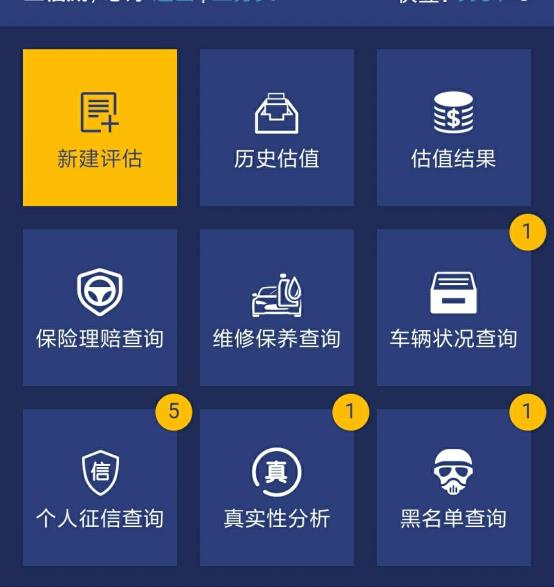 新建评估
历史估值
估值结果
1
保险理赔查询
维修保养查询
车辆状况查询
5
1
1
信
真
个人征信查询
真实性分析
黑名单查询